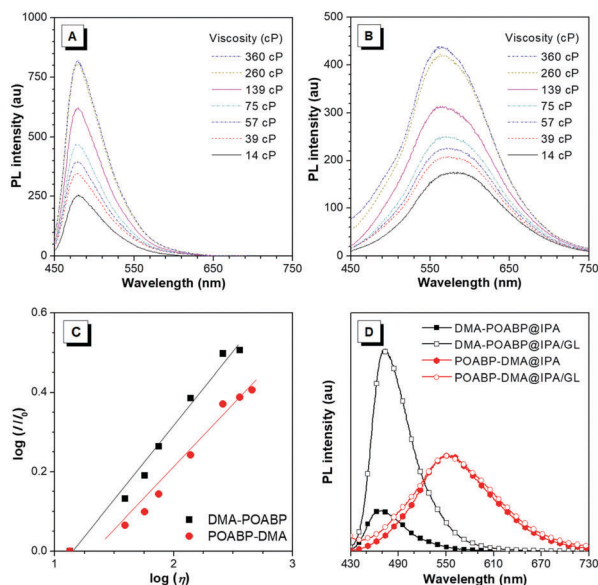 A
Viscosity (cP)
360 cP
260 cP
139 cP
75 cP
57 cP
39 cP
14 cP
1000
750
500
250
0
PL intensity (au)
450 550 650 750
Wavelength (nm)
B
Viscosity (cP)
360 cP
260 cP
139 cP
75 cP
57 cP
39 cP
14 cP
500
400
300
200
100
0
PL intensity (au)
450 550 650 750
Wavelength (nm)
C
0.6
0.4
0.2
0.0
log (I/I0)
DMA-POABP
POABP-DMA
1 2 3
log (η)
D
DMA-POABP@IPA
DMA-POABP@IPA/GL
POABP-DMA@IPA
POABP-DMA@IPA/GL
PL intensity (au)
430 490 550 610 670 730
Wavelength (nm)